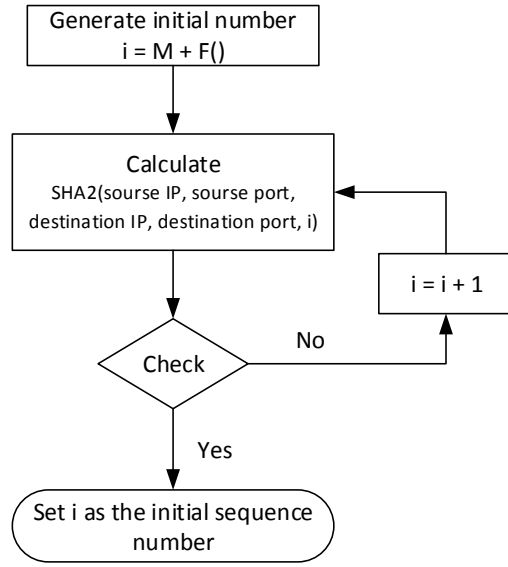 Generate initial number
i = M + F()
Calculate
SHA2(sourse IP, sourse port,
destination IP, destination port, i)
i = i + 1
Check
No
Yes
Set i as the initial sequence
number